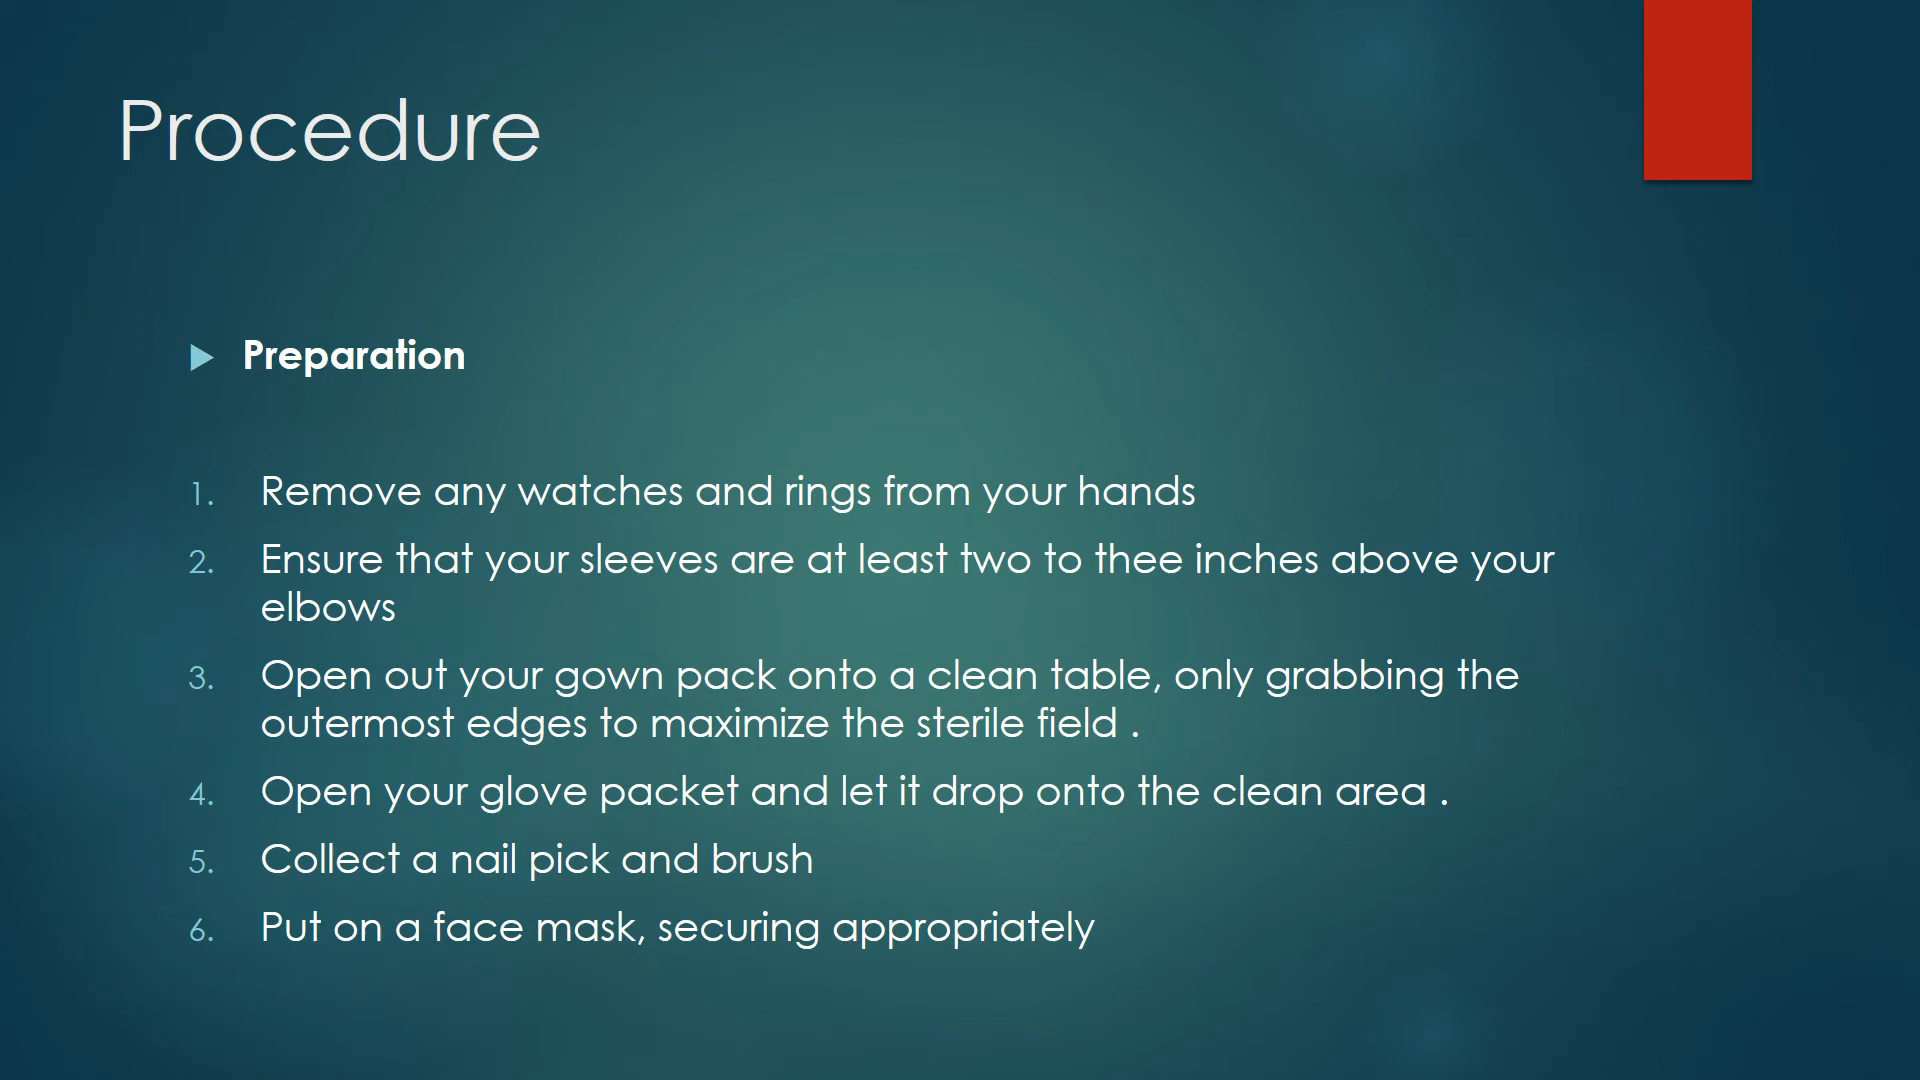 Procedure
Preparation
1. Remove any watches and rings from your hands
2. Ensure that your sleeves are at least two to thee inches above your
elbows
3. Open out your gown pack onto a clean table, only grabbing the
outermost edges to maximize the sterile field .
4. Open your glove packet and let it drop onto the clean area .
5. Collect a nail pick and brush
6. Put on a face mask, securing appropriately